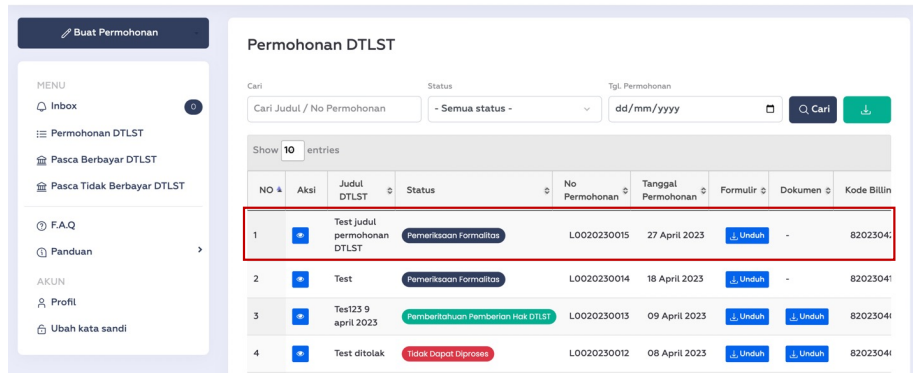 Buat Permohonan
MENU
Inbox
0
Permohonan DTLST
Pasca Berbayar DTLST
Pasca Tidak Berbayar DTLST
F.A.Q
Panduan
AKUN
Profil
Ubah kata sandi
Permohonan DTLST
Cari Status Tgl. Permohonan
Cari Judul / No Permohonan - Semua status - dd/mm/yyyy Cari
Show 10 entries
NO Aksi Judul DTLST Status No Permohonan Tanggal Permohonan Formulir Dokumen Kode Billin
1 Test judul permohonan DTLST Pemeriksaan Formalitas L0020230015 27 April 2023 Unduh - 8202304
2 Test Pemeriksaan Formalitas L0020230014 18 April 2023 Unduh - 8202304
3 Tes123 9 april 2023 Pemberitahuan Pemberian Hak DTLST L0020230013 09 April 2023 Unduh Unduh 8202304
4 Test ditolak Tidak Dapat Diproses L0020230012 08 April 2023 Unduh Unduh 8202304